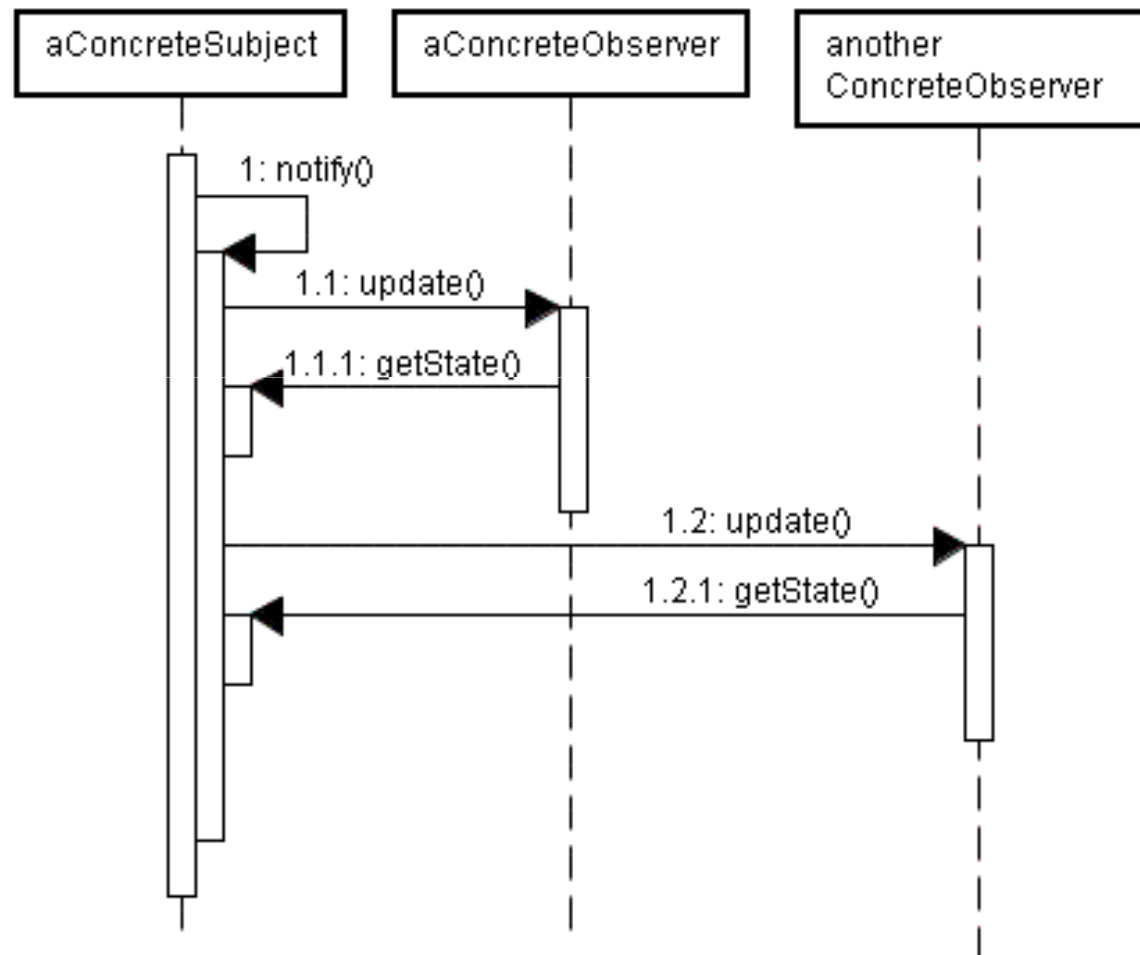 aConcreteSubject
aConcreteObserver
another
ConcreteObserver
1: notify()
1.1: update()
1.1.1: getState()
1.2: update()
1.2.1: getState()